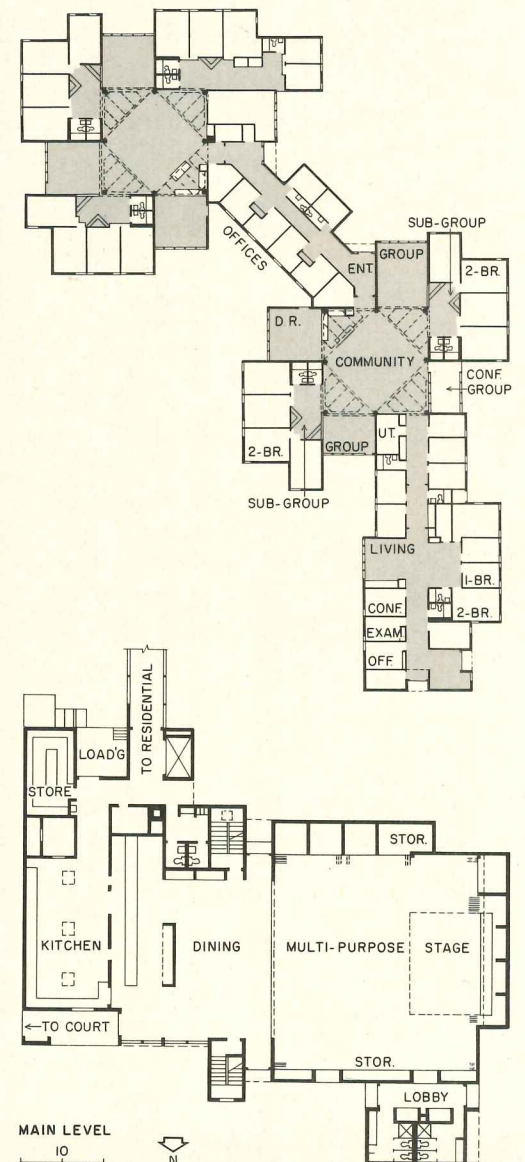 SUB-GROUP
2-BR.
OFFICES
ENT.
GROUP
D.R.
COMMUNITY
CONF.
GROUP
2-BR.
GROUP
UT.
SUB-GROUP
LIVING
1-BR.
CONF.
2-BR.
EXAM.
OFF.
TO RESIDENTIAL
LOAD'G
STORE
STOR.
KITCHEN
DINING
MULTI-PURPOSE
STAGE
←TO COURT
STOR.
LOBBY
MAIN LEVEL
10
N